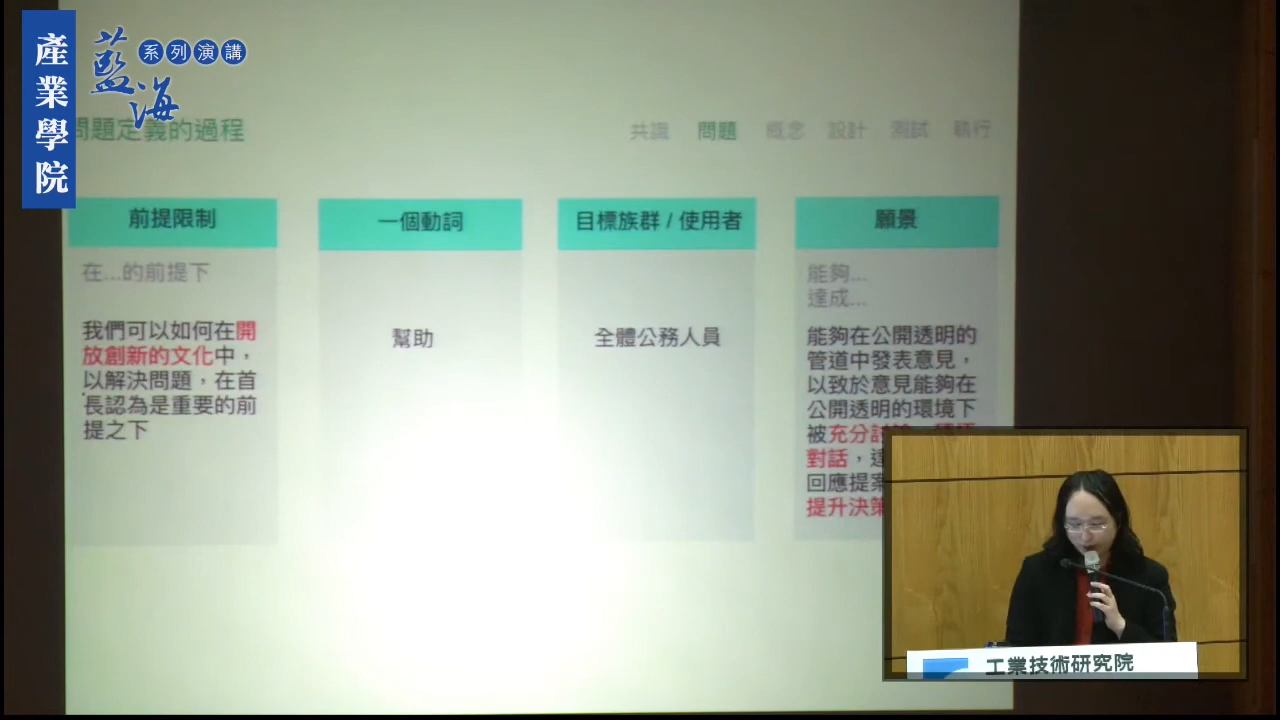 產業學院
藍海
系列演講
問題定義的過程
共識 問題 概念 設計 測試 執行
前提限制
在...的前提下
我們可以如何在開
放創新的文化中，
以解決問題，在首
長認為是重要的前
提之下
一個動詞
幫助
目標族群 / 使用者
全體公務人員
願景
能夠...
達成...
能夠在公開透明的
管道中發表意見，
以致於意見能夠在
公開透明的環境下
被充分討
對話，達
回應提案
提升決策
工業技術研究院